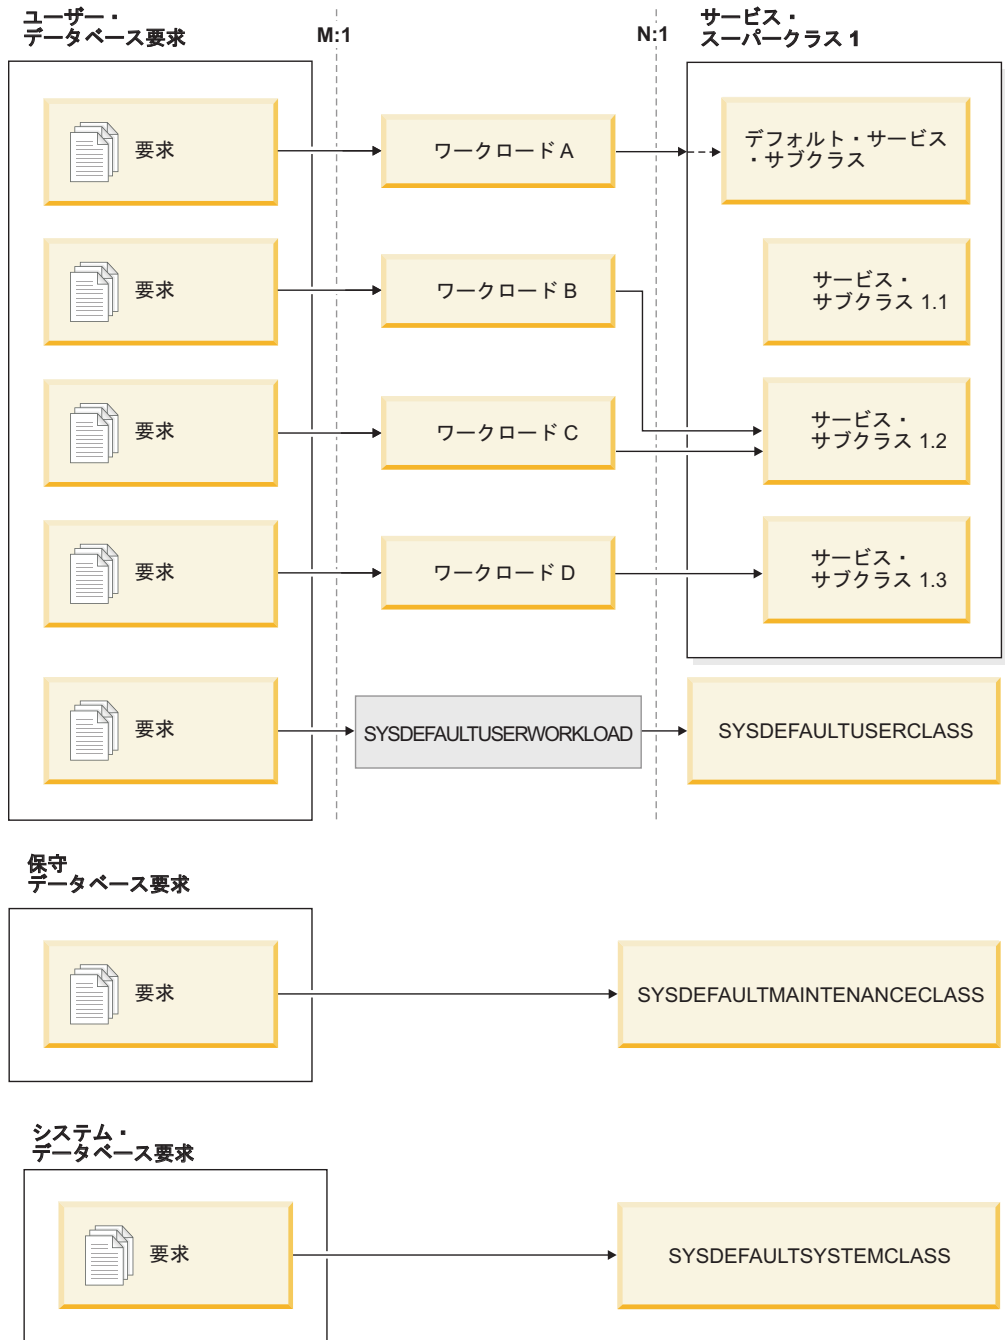 ユーザー・
データベース要求
M:1
N:1
サービス・
スーパークラス 1
要求
ワークロード A
デフォルト・サービス
・サブクラス
要求
ワークロード B
サービス・
サブクラス 1.1
要求
ワークロード C
サービス・
サブクラス 1.2
要求
ワークロード D
サービス・
サブクラス 1.3
要求
SYSDEFAULTUSERWORKLOAD
SYSDEFAULTUSERCLASS
保守
データベース要求
要求
SYSDEFAULTMAINTENANCECLASS
システム・
データベース要求
要求
SYSDEFAULTSYSTEMCLASS